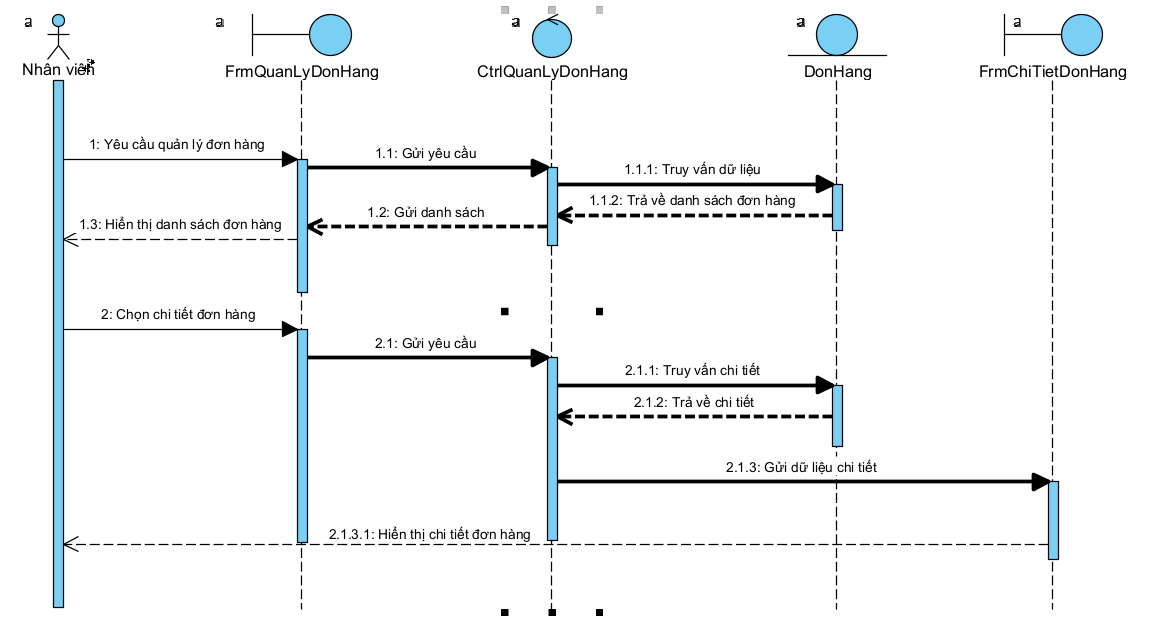 a
a
a
a
a
Nhân viên
FrmQuanLyDonHang
CtrlQuanLyDonHang
DonHang
FrmChiTietDonHang
1: Yêu cầu quản lý đơn hàng
1.1: Gửi yêu cầu
1.1.1: Truy vấn dữ liệu
1.1.2: Trả về danh sách đơn hàng
1.2: Gửi danh sách
1.3: Hiển thị danh sách đơn hàng
2: Chọn chi tiết đơn hàng
2.1: Gửi yêu cầu
2.1.1: Truy vấn chi tiết
2.1.2: Trả về chi tiết
2.1.3: Gửi dữ liệu chi tiết
2.1.3.1: Hiển thị chi tiết đơn hàng